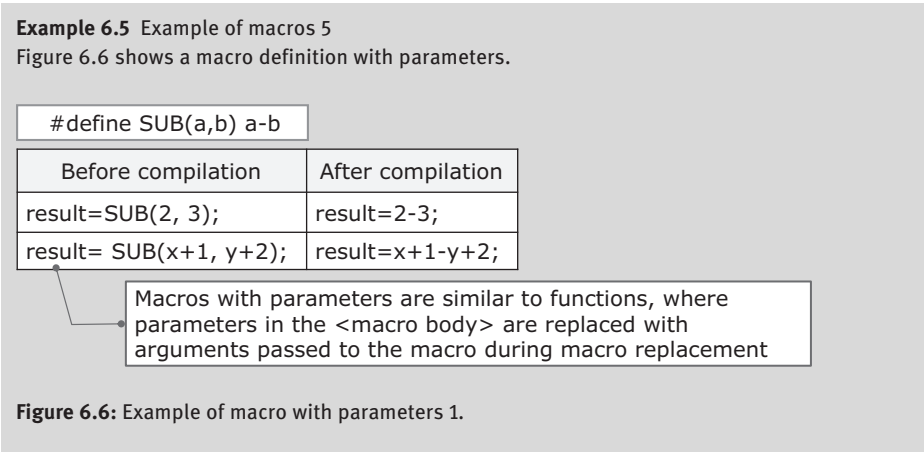 Example 6.5 Example of macros 5
Figure 6.6 shows a macro definition with parameters.
#define SUB(a,b) a-b
Before compilation After compilation
result=SUB(2, 3); result=2-3;
result= SUB(x+1, y+2); result=x+1-y+2;
Macros with parameters are similar to functions, where
parameters in the <macro body> are replaced with
arguments passed to the macro during macro replacement
Figure 6.6: Example of macro with parameters 1.